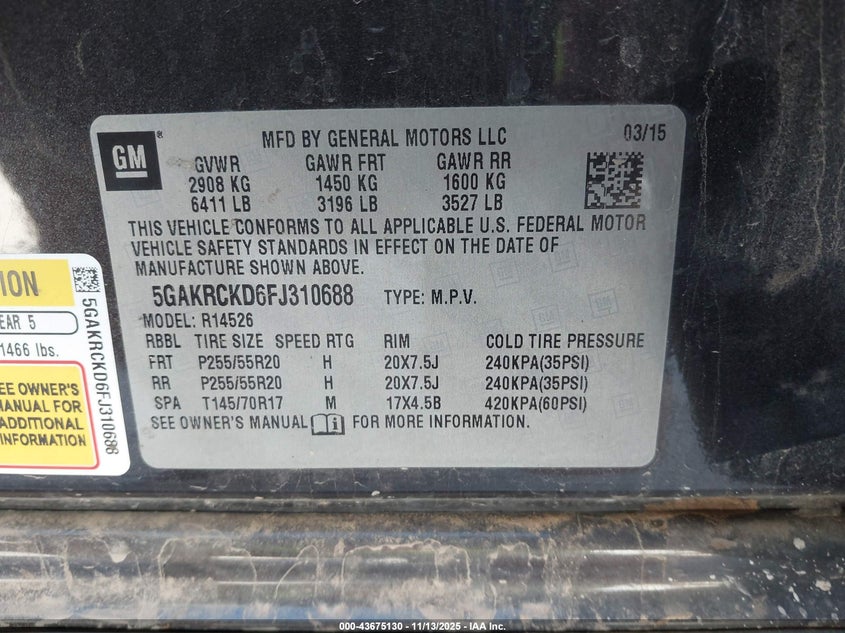 GM
MFD BY GENERAL MOTORS LLC 03/15
GVWR GAWR FRT GAWR RR
2908 KG 1450 KG 1600 KG
6411 LB 3196 LB 3527 LB
THIS VEHICLE CONFORMS TO ALL APPLICABLE U.S. FEDERAL MOTOR
VEHICLE SAFETY STANDARDS IN EFFECT ON THE DATE OF
MANUFACTURE SHOWN ABOVE.
5GAKRCKD6FJ310688 TYPE: M.P.V.
MODEL: R14526
RBBL TIRE SIZE SPEED RTG RIM COLD TIRE PRESSURE
FRT P255/55R20 H 20X7.5J 240KPA(35PSI)
RR P255/55R20 H 20X7.5J 240KPA(35PSI)
SPA T145/70R17 M 17X4.5B 420KPA(60PSI)
SEE OWNER'S MANUAL FOR MORE INFORMATION.
ION
EAR 5
1466 lbs.
EE OWNER'S
MANUAL FOR
ADDITIONAL
INFORMATION
5GAKRCKD6FJ310688
000-43675130 - 11/13/2025 - IAA Inc.